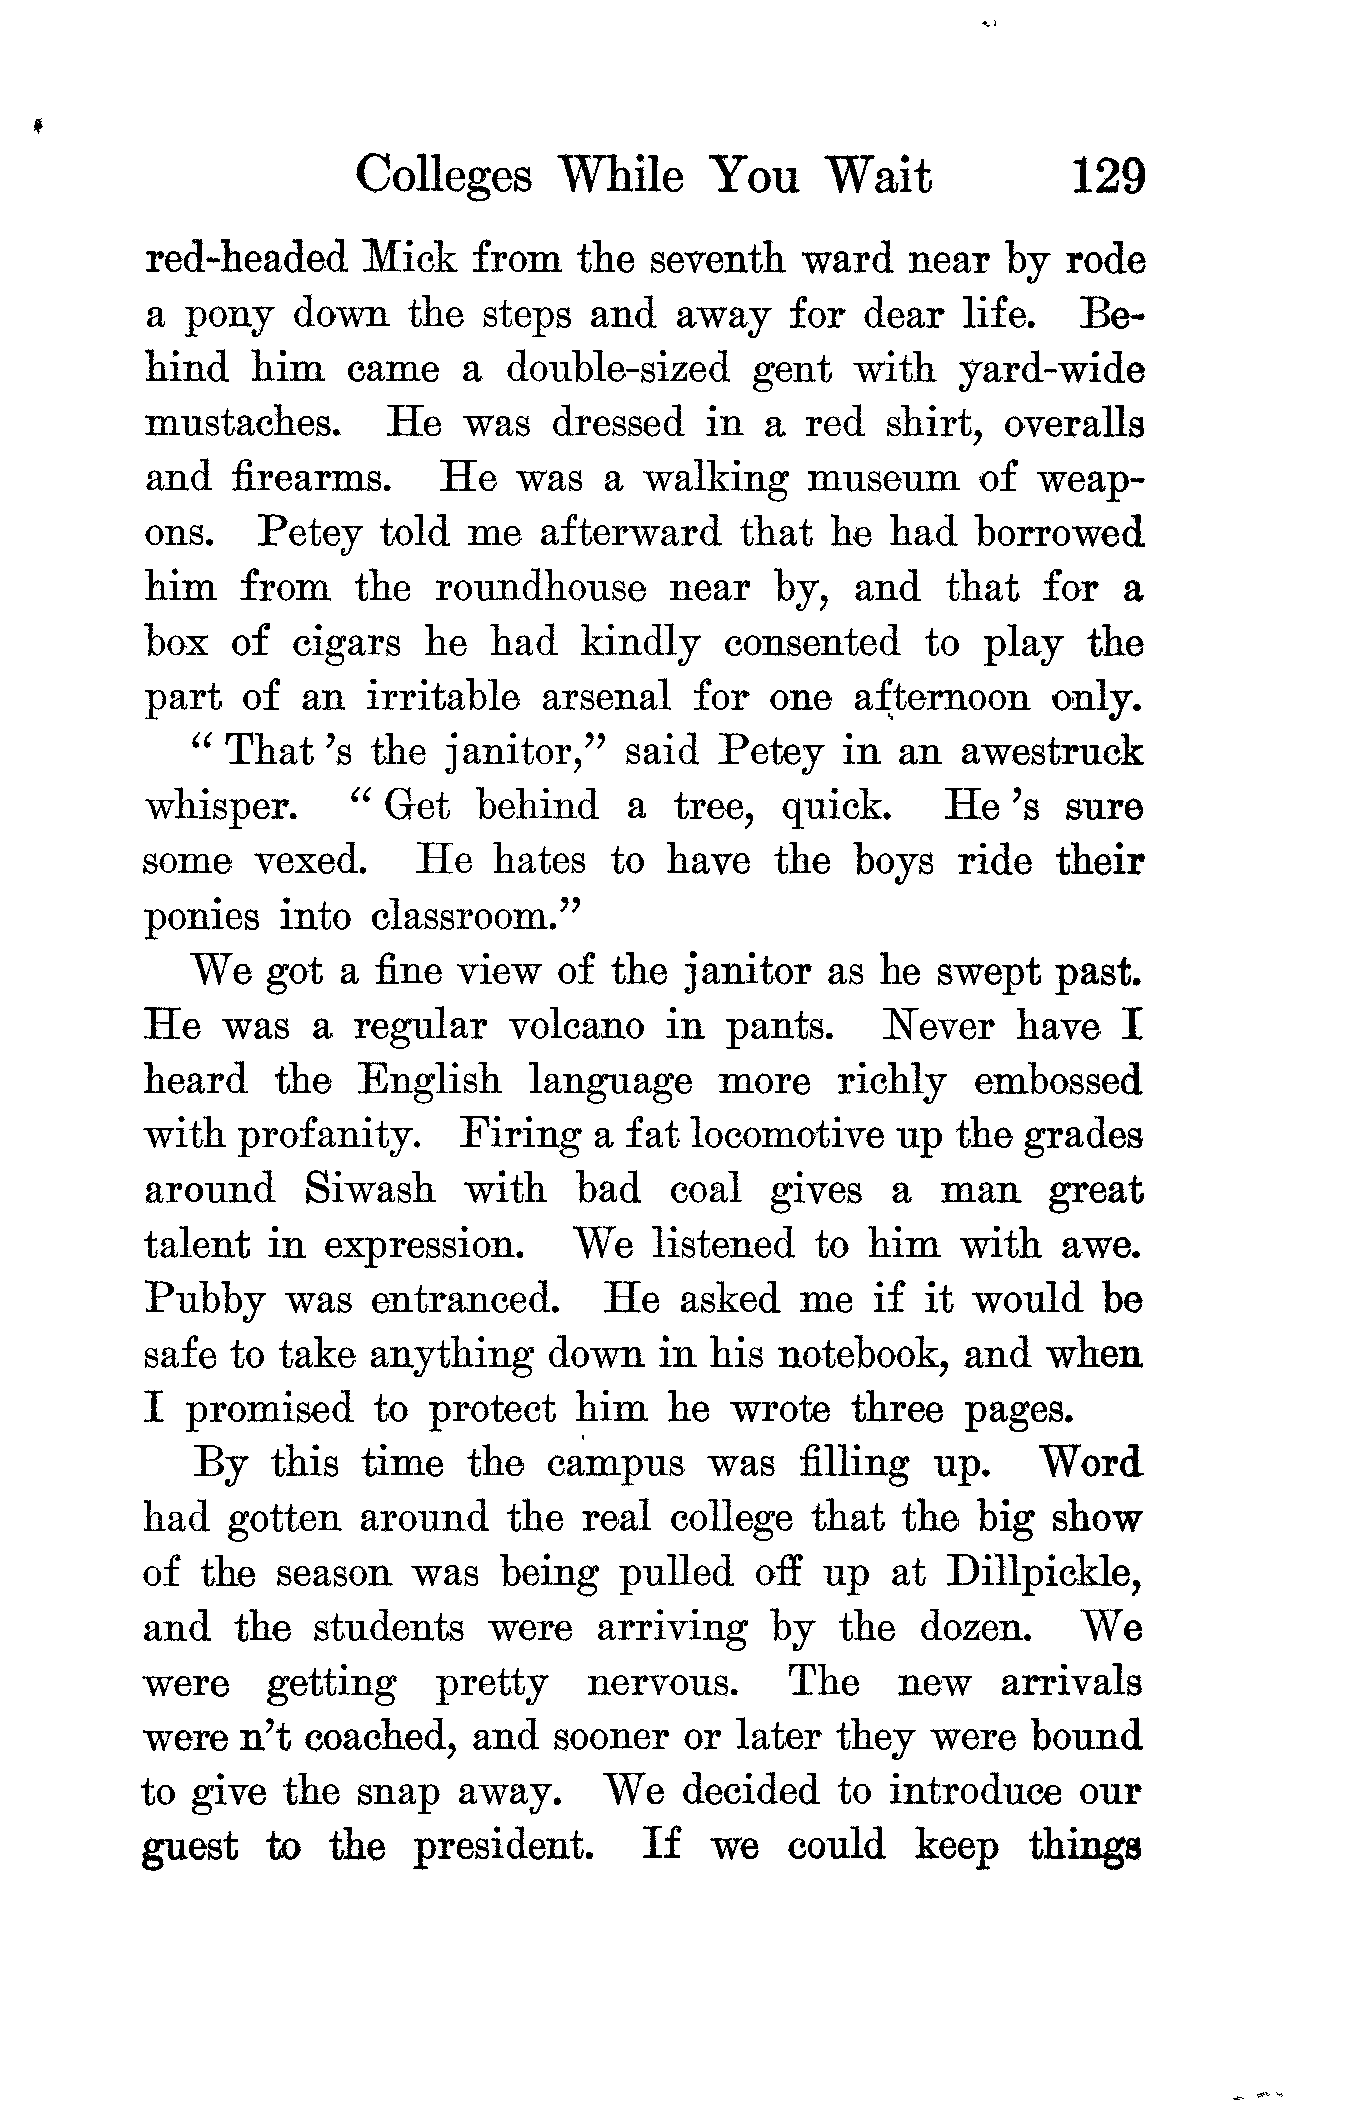 Colleges While You Wait 129
red-headed Mick from the seventh ward near by rode
a pony down the steps and away for dear life. Be-
hind him came a double-sized gent with yard-wide
mustaches. He was dressed in a red shirt, overalls
and firearms. He was a walking museum of weap-
ons. Petey told me afterward that he had borrowed
him from the roundhouse near by, and that for a
box of cigars he had kindly consented to play the
part of an irritable arsenal for one afternoon only.
“ That ’s the janitor,” said Petey in an awestruck
whisper. “ Get behind a tree, quick. He ’s sure
some vexed. He hates to have the boys ride their
ponies into classroom.”
We got a fine view of the janitor as he swept past.
He was a regular volcano in pants. Never have I
heard the English language more richly embossed
with profanity. Firing a fat locomotive up the grades
around Siwash with bad coal gives a man great
talent in expression. We listened to him with awe.
Pubby was entranced. He asked me if it would be
safe to take anything down in his notebook, and when
I promised to protect him he wrote three pages.
By this time the campus was filling up. Word
had gotten around the real college that the big show
of the season was being pulled off up at Dillpickle,
and the students were arriving by the dozen. We
were getting pretty nervous. The new arrivals
were n’t coached, and sooner or later they were bound
to give the snap away. We decided to introduce our
guest to the president. If we could keep things